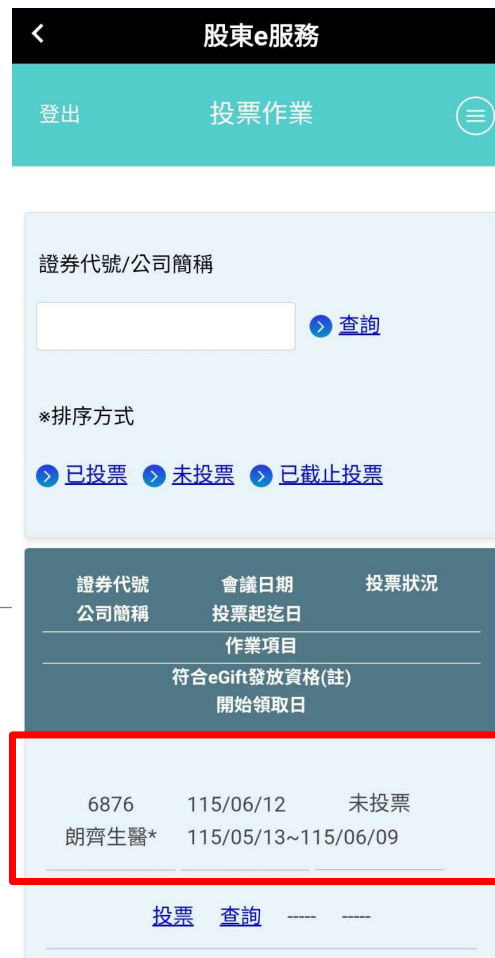 股東e服務
登出 投票作業
證券代號/公司簡稱
查詢
※排序方式
已投票 未投票 已截止投票
證券代號 會議日期 投票狀況
公司簡稱 投票起迄日
作業項目
符合eGift發放資格(註)
開始領取日
6876 115/06/12 未投票
朗齊生醫* 115/05/13~115/06/09
投票 查詢 ----- -----